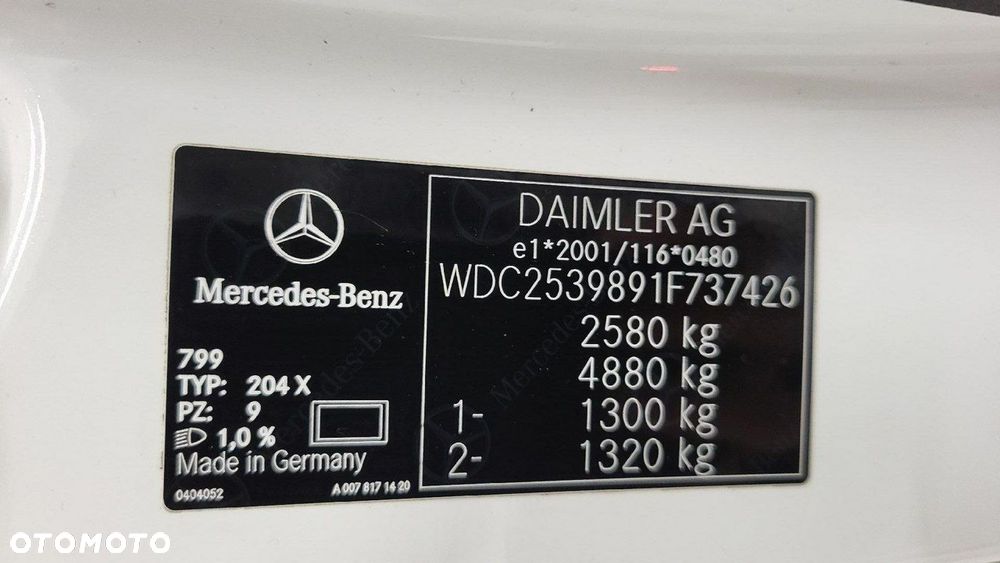 Mercedes-Benz
799
TYP: 204 X
PZ: 9
1,0 %
Made in Germany
0404052
A 007 817 14 20
DAIMLER AG
e1*2001/116*0480
WDC2539891F737426
2580 kg
4880 kg
1- 1300 kg
2- 1320 kg
OTOMOTO